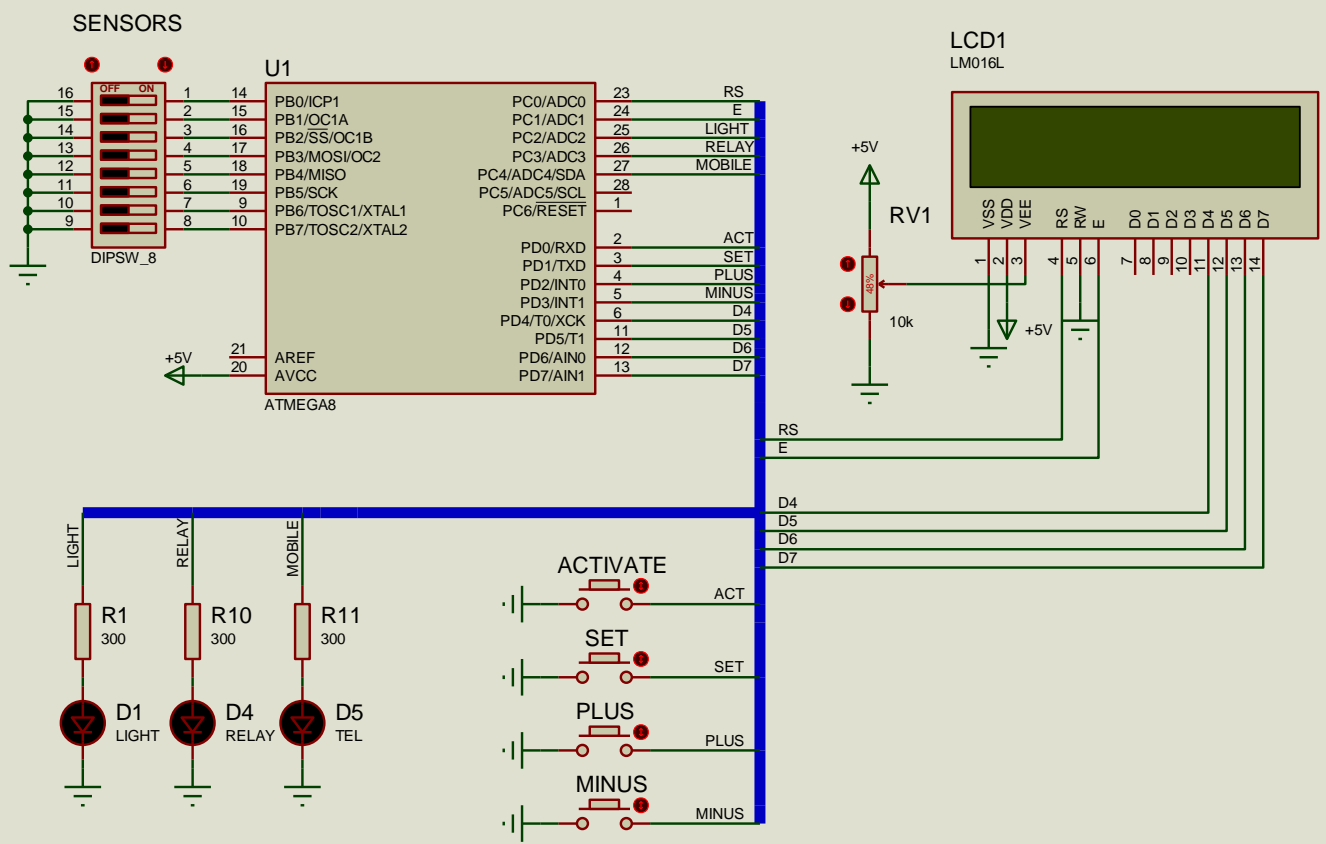 SENSORS
OFF ON
16 1
15 2
14 3
13 4
12 5
11 6
10 7
9 8
DIPSW_8
U1
14 PB0/ICP1
15 PB1/OC1A
16 PB2/SS/OC1B
17 PB3/MOSI/OC2
18 PB4/MISO
19 PB5/SCK
9 PB6/TOSC1/XTAL1
10 PB7/TOSC2/XTAL2
21 AREF
+5V 20 AVCC
PC0/ADC0 23 RS
PC1/ADC1 24 E
PC2/ADC2 25 LIGHT
PC3/ADC3 26 RELAY
PC4/ADC4/SDA 27 MOBILE
PC5/ADC5/SCL 28
PC6/RESET 1
PD0/RXD 2 ACT
PD1/TXD 3 SET
PD2/INT0 4 PLUS
PD3/INT1 5 MINUS
PD4/T0/XCK 6 D4
PD5/T1 11 D5
PD6/AIN0 12 D6
PD7/AIN1 13 D7
ATMEGA8
LCD1
LM016L
VSS VDD VEE RS RW E D0 D1 D2 D3 D4 D5 D6 D7
1 2 3 4 5 6 7 8 9 10 11 12 13 14
+5V
RV1
48%
10k
+5V
RS
E
D4
D5
D6
D7
LIGHT
R1
300
D1
LIGHT
RELAY
R10
300
D4
RELAY
MOBILE
R11
300
D5
TEL
ACTIVATE
ACT
SET
SET
PLUS
PLUS
MINUS
MINUS